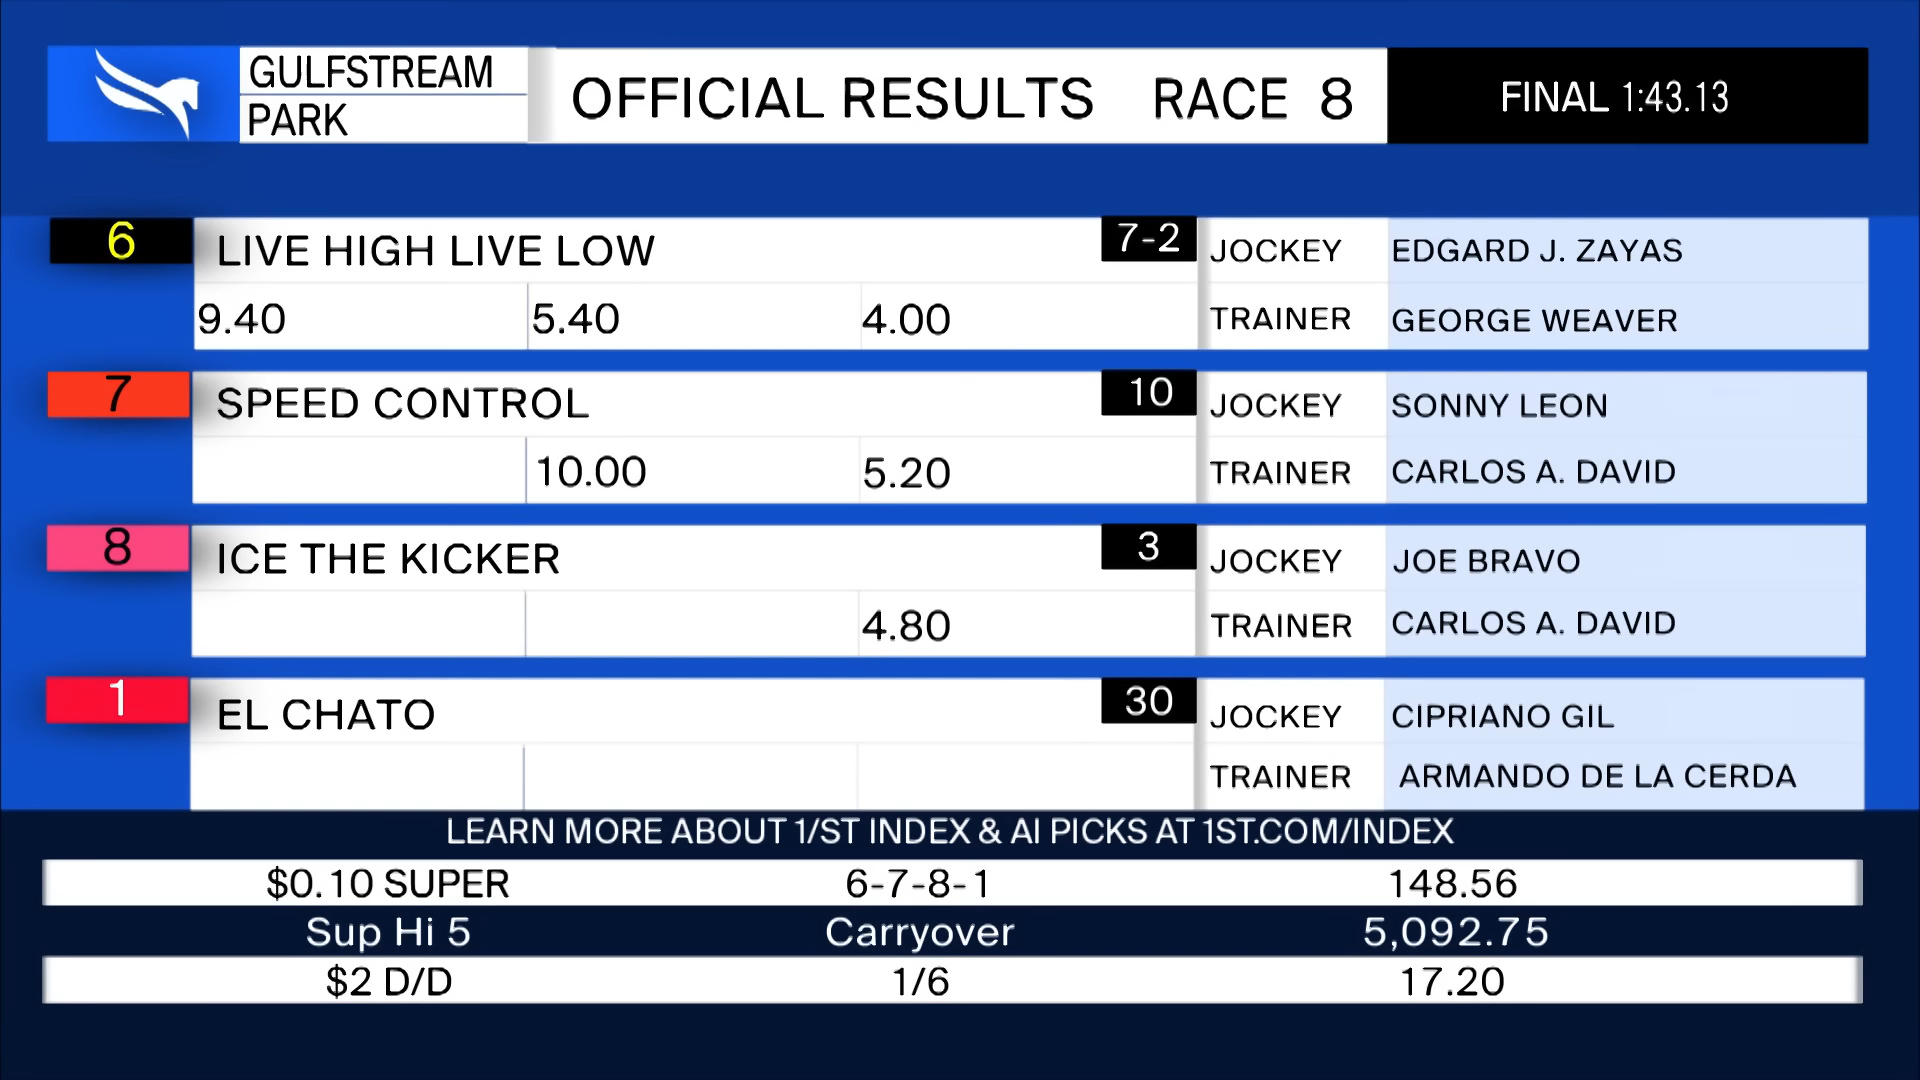 GULFSTREAM
PARK
OFFICIAL RESULTS RACE 8
FINAL 1:43.13
6 LIVE HIGH LIVE LOW 7-2 JOCKEY EDGARD J. ZAYAS
9.40 5.40 4.00 TRAINER GEORGE WEAVER
7 SPEED CONTROL 10 JOCKEY SONNY LEON
10.00 5.20 TRAINER CARLOS A. DAVID
8 ICE THE KICKER 3 JOCKEY JOE BRAVO
4.80 TRAINER CARLOS A. DAVID
1 EL CHATO 30 JOCKEY CIPRIANO GIL
TRAINER ARMANDO DE LA CERDA
LEARN MORE ABOUT 1/ST INDEX & AI PICKS AT 1ST.COM/INDEX
$0.10 SUPER 6-7-8-1 148.56
Sup Hi 5 Carryover 5,092.75
$2 D/D 1/6 17.20